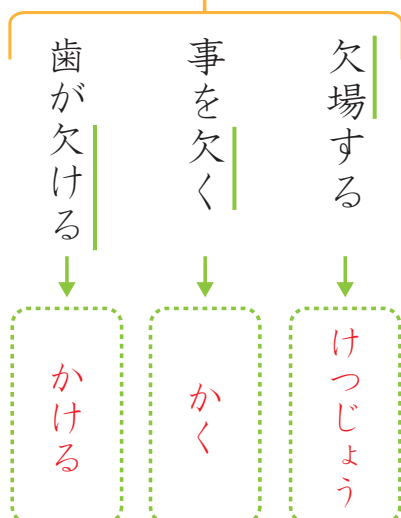 欠場する
けつじょう
事を欠く
かく
歯が欠ける
かける